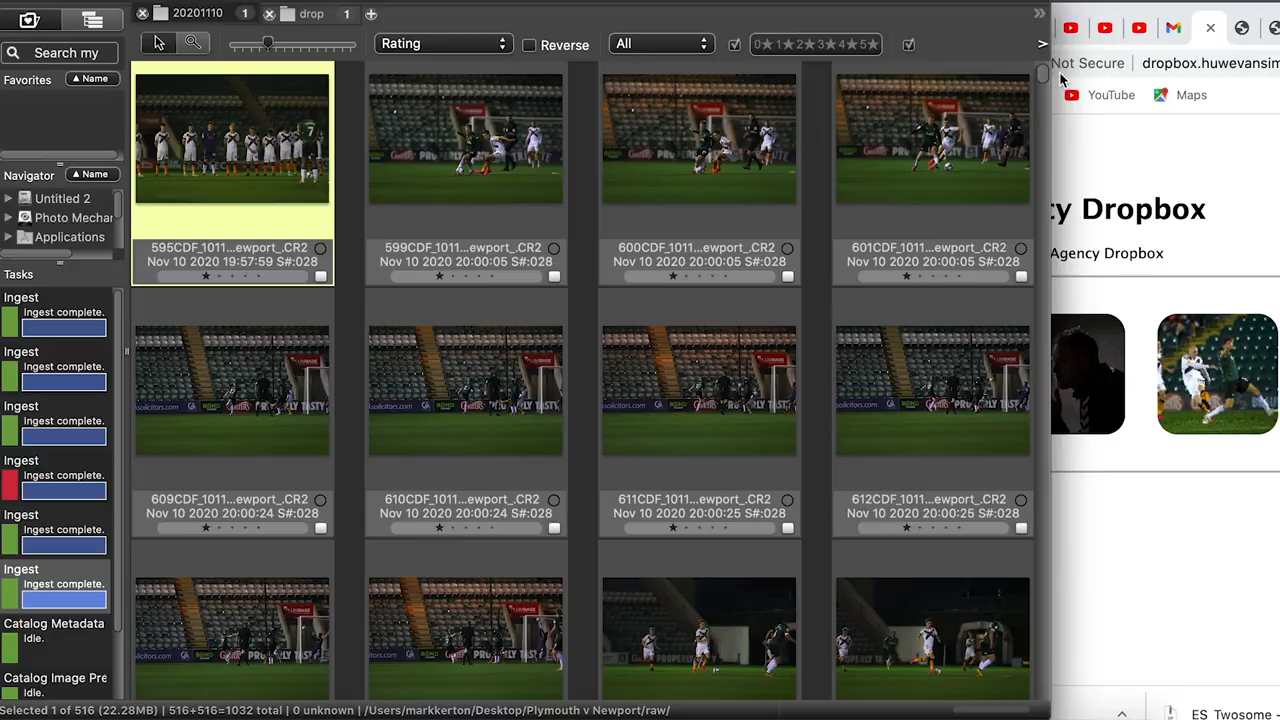 20201110 1
drop 1
Search my
Rating
Reverse
All
0★1★2★3★4★5★
Not Secure
dropbox.huwevansim
YouTube
Maps
Favorites
Name
Navigator
Name
Untitled 2
Photo Mechar
Applications
Tasks
Ingest
Ingest complete.
Ingest
Ingest complete.
Ingest
Ingest complete.
Ingest
Ingest complete.
Ingest
Ingest complete.
Ingest
Ingest complete.
Catalog Metadata
Idle.
Catalog Image Pre
Idle.
595CDF_1011...ewport_.CR2
Nov 10 2020 19:57:59 S#:028
599CDF_1011...ewport_.CR2
Nov 10 2020 20:00:05 S#:028
600CDF_1011...ewport_.CR2
Nov 10 2020 20:00:05 S#:028
601CDF_1011...ewport_.CR2
Nov 10 2020 20:00:05 S#:028
609CDF_1011...ewport_.CR2
Nov 10 2020 20:00:24 S#:028
610CDF_1011...ewport_.CR2
Nov 10 2020 20:00:24 S#:028
611CDF_1011...ewport_.CR2
Nov 10 2020 20:00:25 S#:028
612CDF_1011...ewport_.CR2
Nov 10 2020 20:00:25 S#:028
cy Dropbox
Agency Dropbox
Selected 1 of 516 (22.28MB) | 516+516=1032 total | 0 unknown | /Users/markkerton/Desktop/Plymouth v Newport/raw/
ES_Twosome -